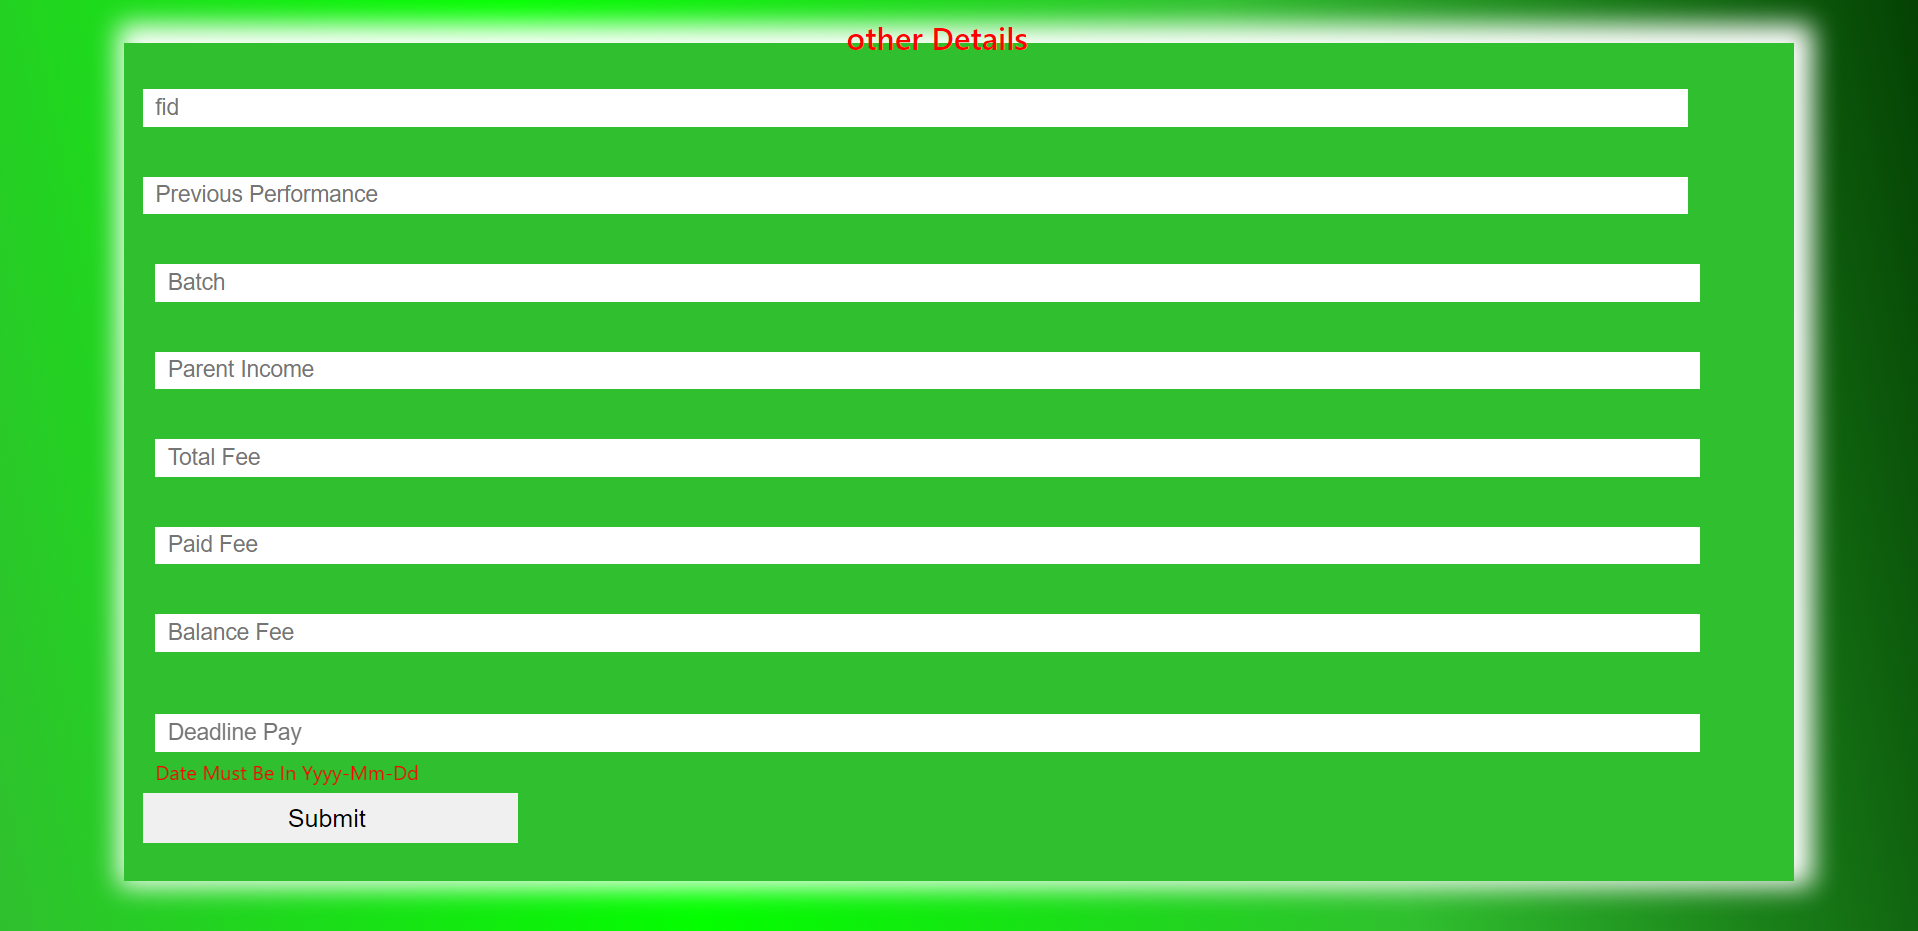 other Details
fid
Previous Performance
Batch
Parent Income
Total Fee
Paid Fee
Balance Fee
Deadline Pay
Date Must Be In Yyyy-Mm-Dd
Submit